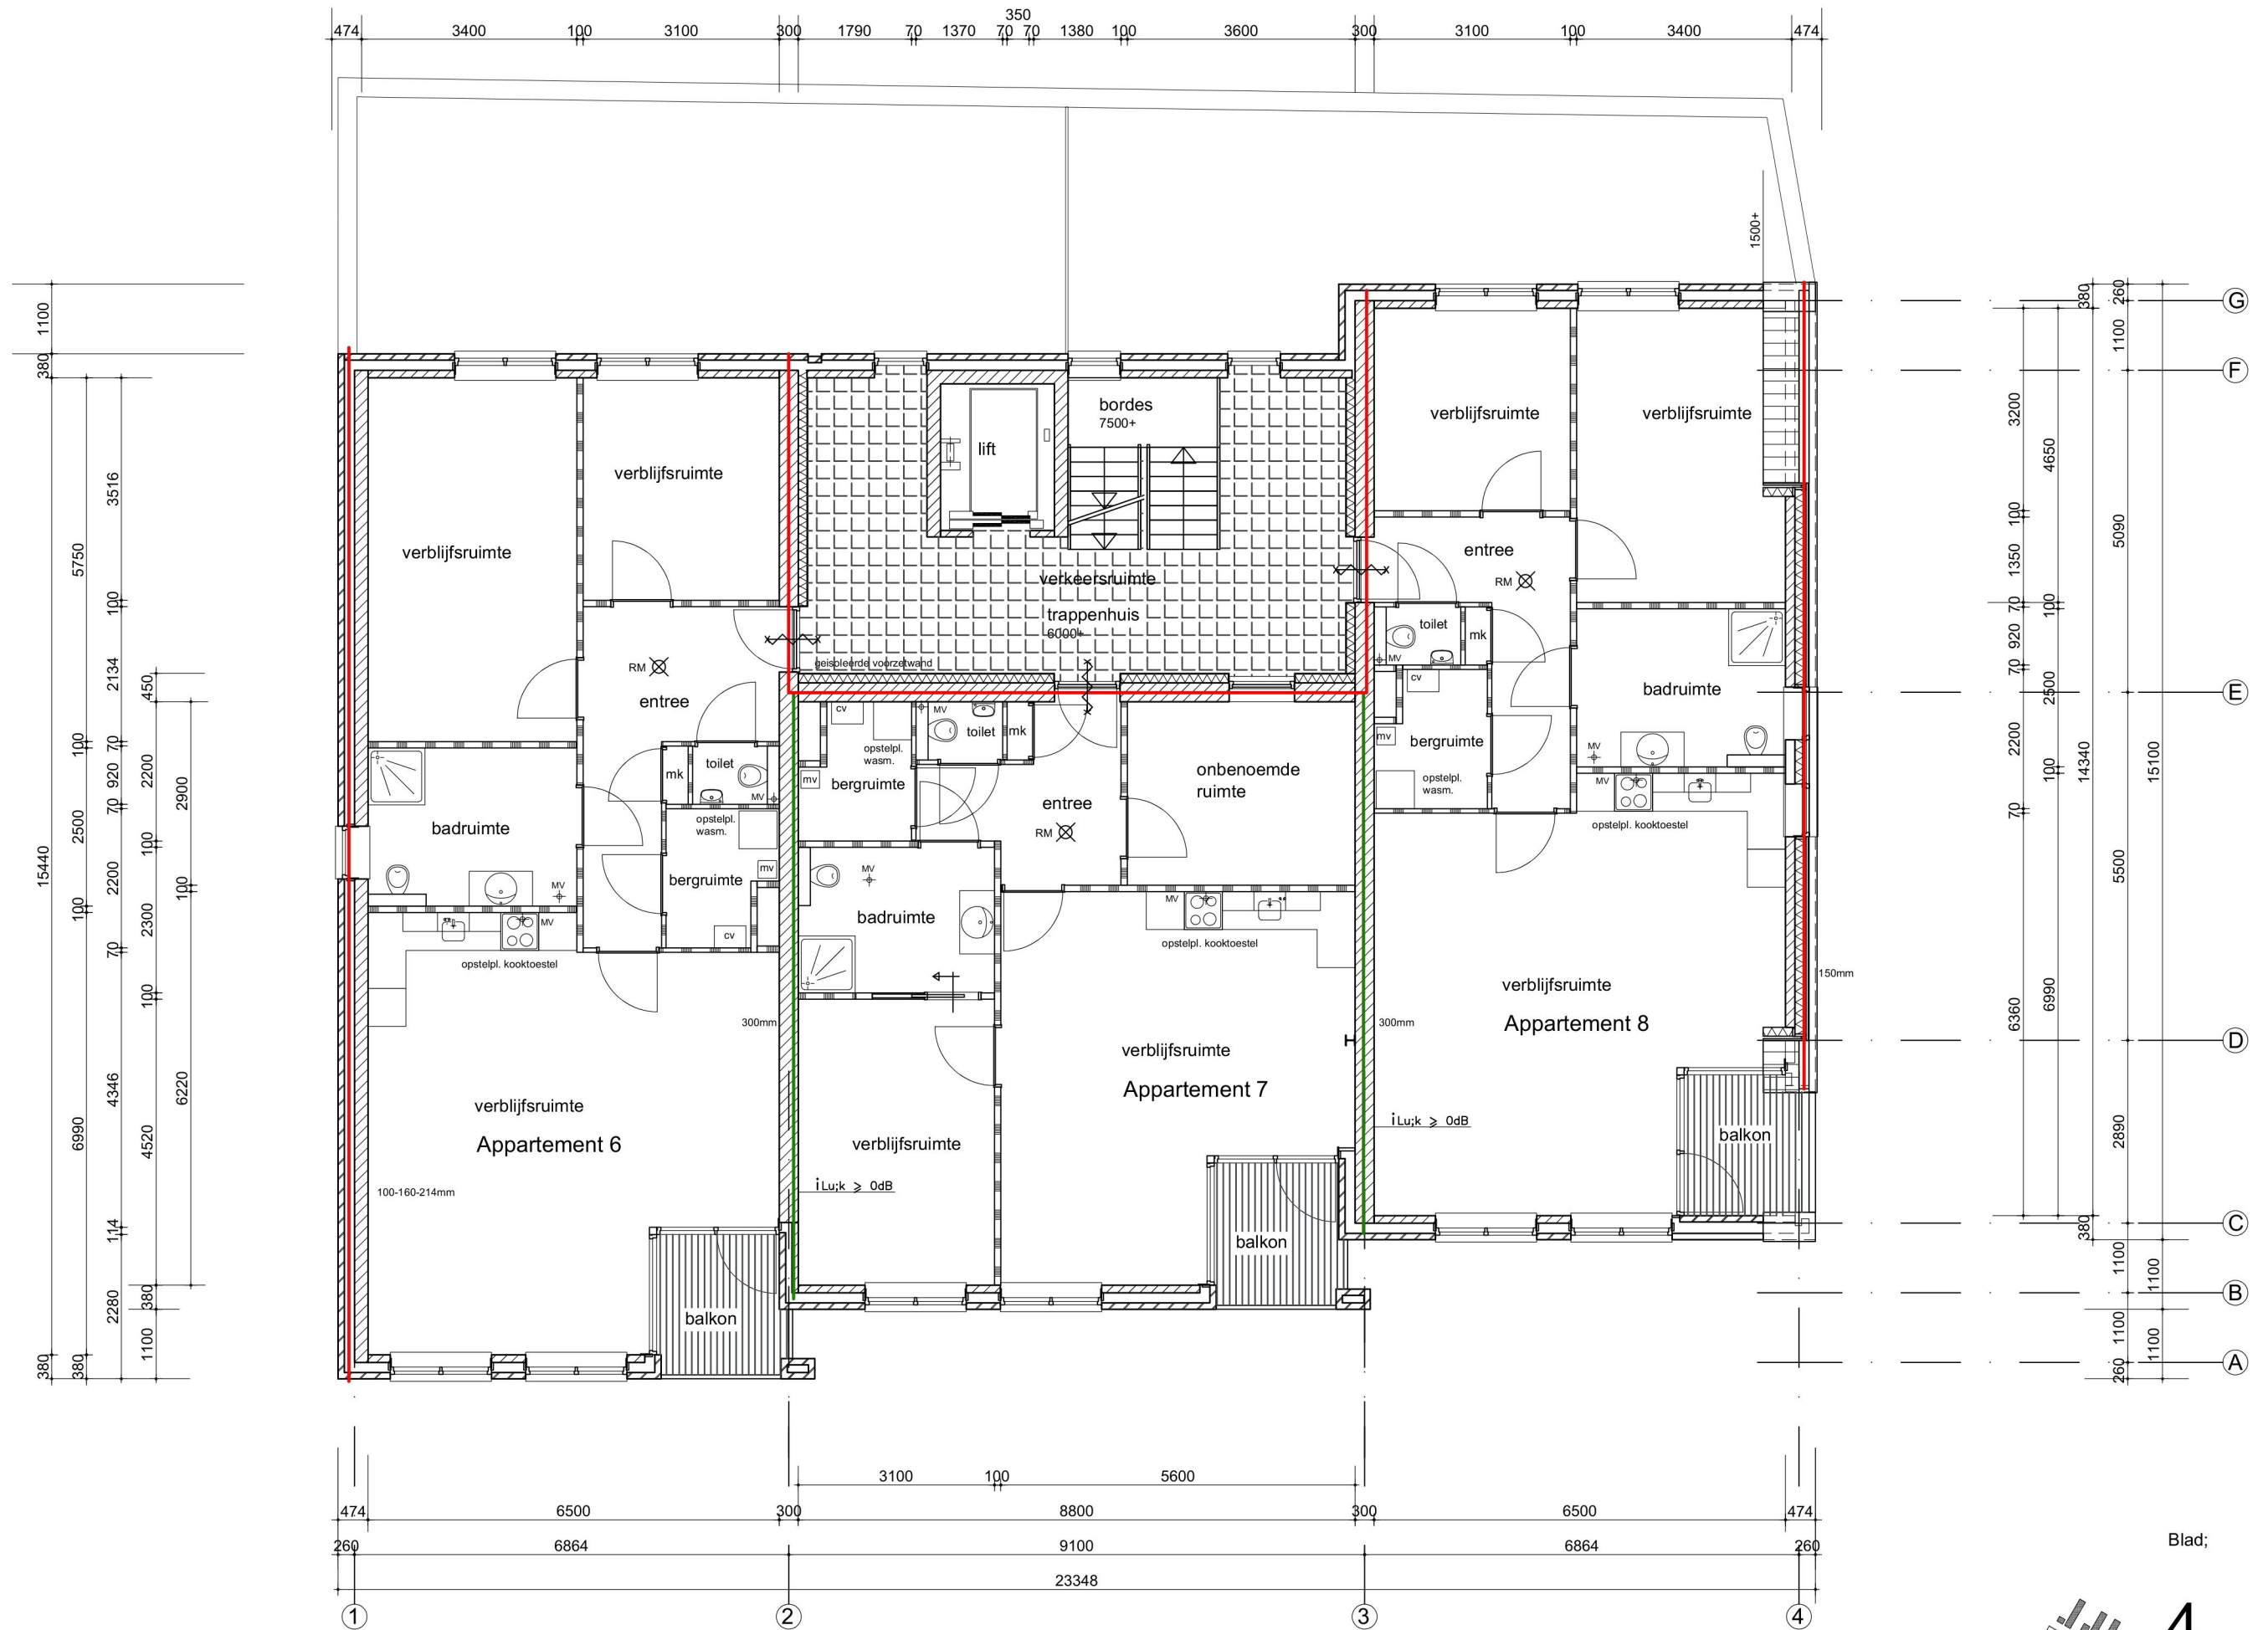 350
474 3400 100 3100 300 1790 70 1370 70 70 1380 100 3600 300 3100 100 3400 474
1500+
1100
380
15440
380
5750
100
2500
100
6990
380
3516
100
2134
70
920
70
2200
70
4346
114
2280
450
2200
100
2300
100
4520
380
1100
2900
100
6220
verblijfsruimte
verblijfsruimte
RM
entree
mk
toilet
MV
opstelpl.
wasm.
mv
bergruimte
cv
badruimte
MV
MV
opstelpl. kooktoestel
300mm
verblijfsruimte
Appartement 6
100-160-214mm
balkon
lift
bordes
7500+
verkeersruimte
trappenhuis
6000+
geisoleerde voorzetwand
cv
opstelpl.
wasm.
mv
bergruimte
MV
toilet
mk
entree
RM
onbenoemde
ruimte
MV
badruimte
MV
opstelpl. kooktoestel
verblijfsruimte
Appartement 7
verblijfsruimte
iLu;k ≥ 0dB
balkon
verblijfsruimte
verblijfsruimte
entree
RM
toilet
mk
MV
cv
mv
bergruimte
opstelpl.
wasm.
badruimte
MV
MV
opstelpl. kooktoestel
150mm
300mm
verblijfsruimte
Appartement 8
iLu;k ≥ 0dB
balkon
3200
100
1350
70
920
70
2200
70
6360
4650
100
2500
100
6990
380
14340
380
260
1100
5090
5500
2890
1100
1100
260
15100
1100
1100
G
F
E
D
C
B
A
3100 100 5600
474 6500 300 8800 300 6500 474
260 6864 9100 6864 260
23348
1 2 3 4
Blad;
4